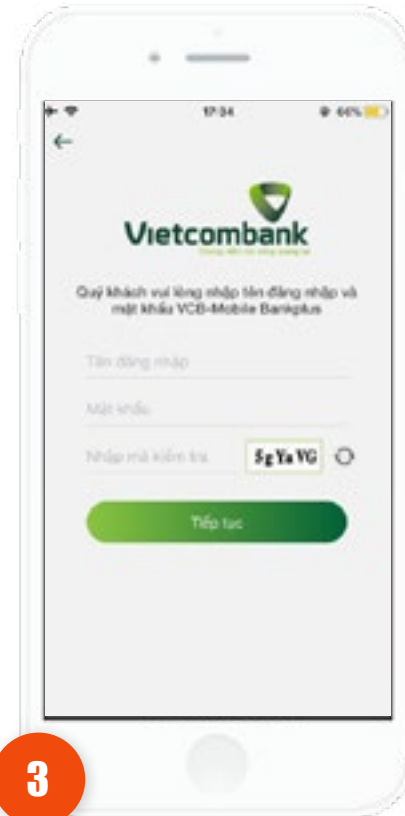 17:34 66%
Vietcombank
Quý khách vui lòng nhập tên đăng nhập và
mật khẩu VCB-Mobile Bankplus
Tên đăng nhập
Mật khẩu
Nhập mã kiểm tra 5gYaVG
Tiếp tục
3